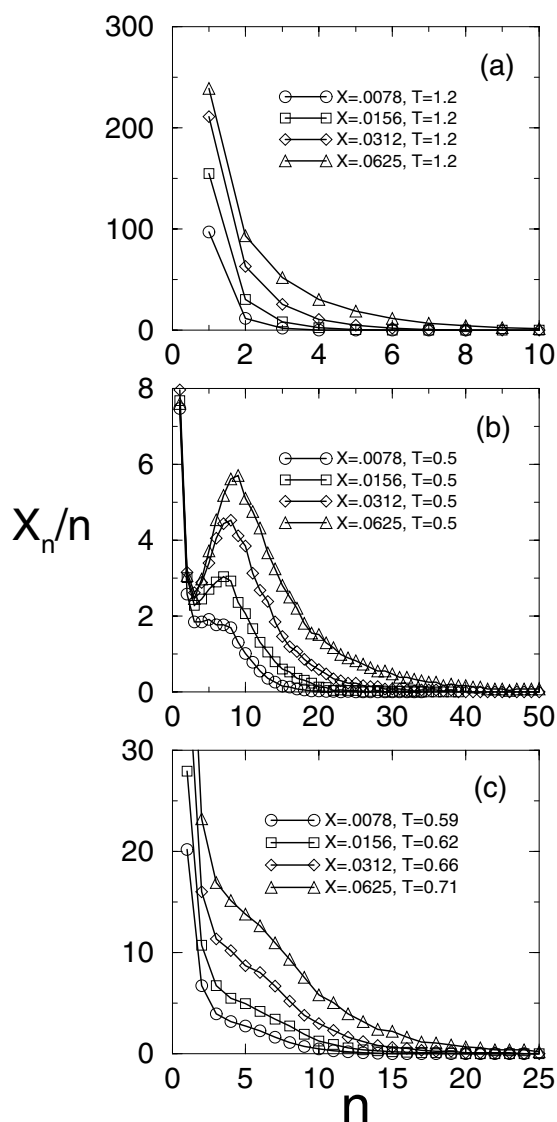 300
(a)
X=.0078, T=1.2
X=.0156, T=1.2
200
X=.0312, T=1.2
X=.0625, T=1.2
100
0
0 2 4 6 8 10
8
(b)
X=.0078, T=0.5
6
X=.0156, T=0.5
X=.0312, T=0.5
X=.0625, T=0.5
Xn/n
4
2
0
0 10 20 30 40 50
30
(c)
X=.0078, T=0.59
X=.0156, T=0.62
X=.0312, T=0.66
20
X=.0625, T=0.71
10
0
0 5 10 15 20 25
n